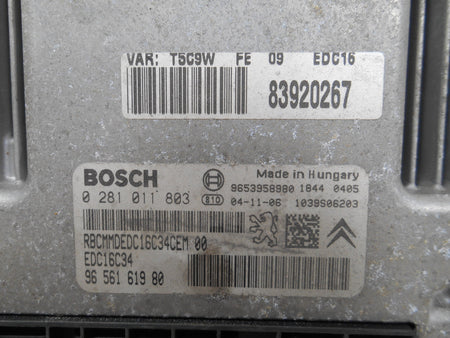 VAR: T5C9W FE 09 EDC16
83920267
BOSCH
Made in Hungary
9653958980 1844 0405
0 281 011 803
810
04-11-06 1039S06203
RBCMMDEDC16C34CEM 00
EDC16C34
96 561 619 80